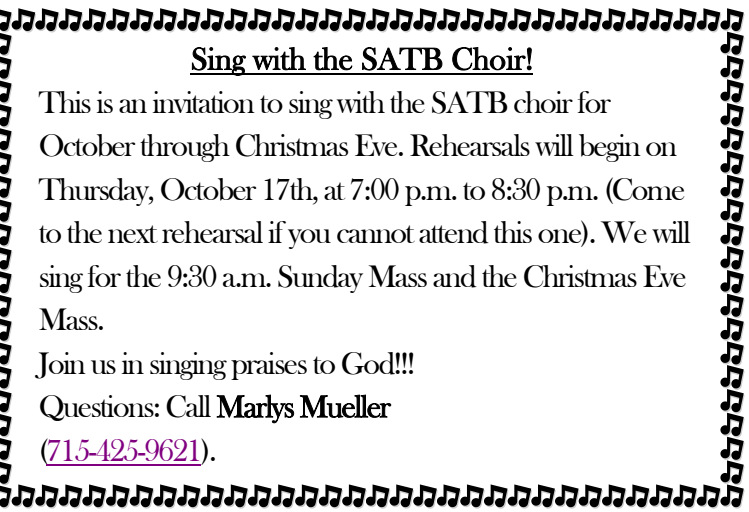 Sing with the SATB Choir!
This is an invitation to sing with the SATB choir for
October through Christmas Eve. Rehearsals will begin on
Thursday, October 17th, at 7:00 p.m. to 8:30 p.m. (Come
to the next rehearsal if you cannot attend this one). We will
sing for the 9:30 a.m. Sunday Mass and the Christmas Eve
Mass.
Join us in singing praises to God!!!
Questions: Call Marlys Mueller
(715-425-9621).